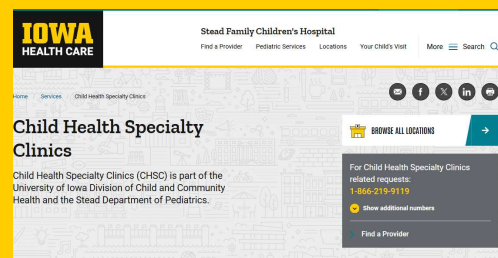 IOWA
HEALTH CARE
Stead Family Children's Hospital
Find a Provider Pediatric Services Locations Your Child's Visit More Search
Home Services Child Health Specialty Clinics
Child Health Specialty
Clinics
Child Health Specialty Clinics (CHSC) is part of the
University of Iowa Division of Child and Community
Health and the Stead Department of Pediatrics.
BROWSE ALL LOCATIONS
For Child Health Specialty Clinics
related requests:
1-866-219-9119
Show additional numbers
Find a Provider